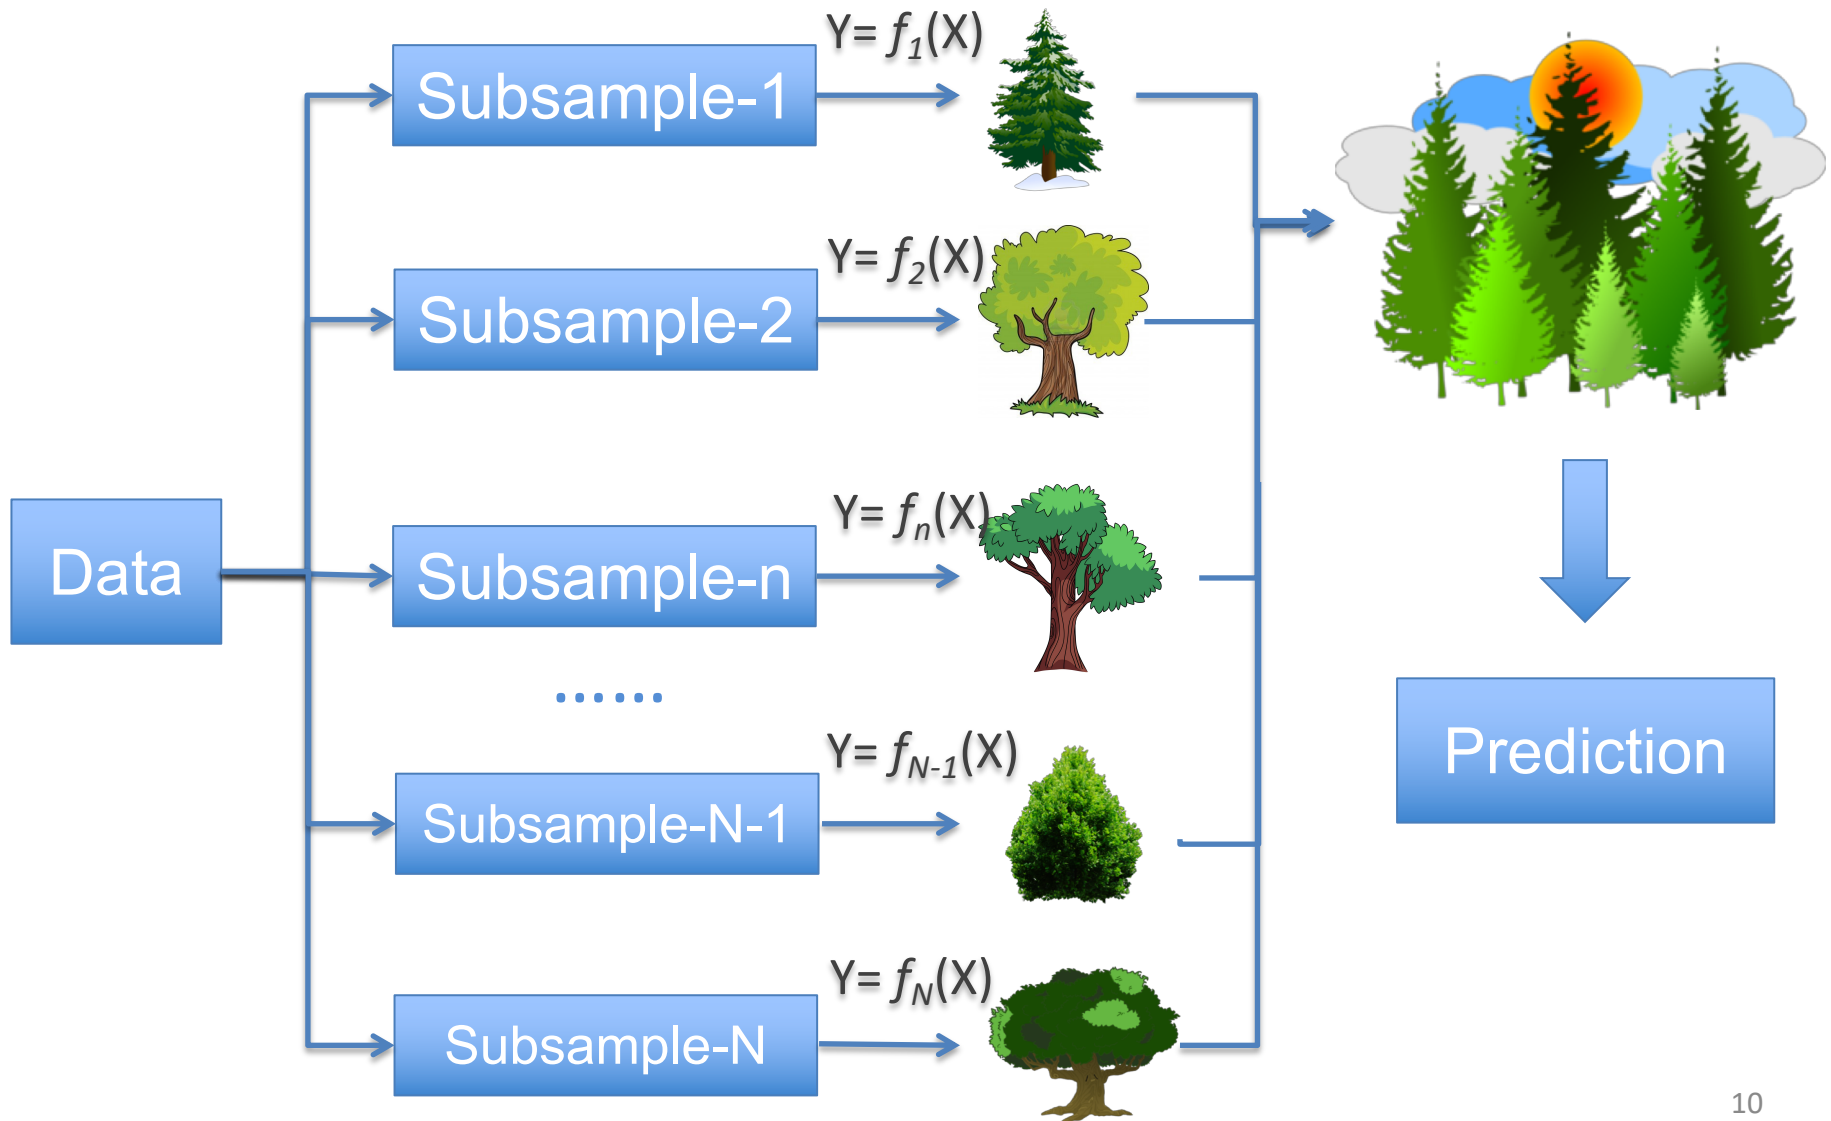 Y= f1(X)
Subsample-1
Y= f2(X)
Subsample-2
Y= fn(X)
Data
Subsample-n
......
Y= fN-1(X)
Prediction
Subsample-N-1
Y= fN(X)
Subsample-N
10